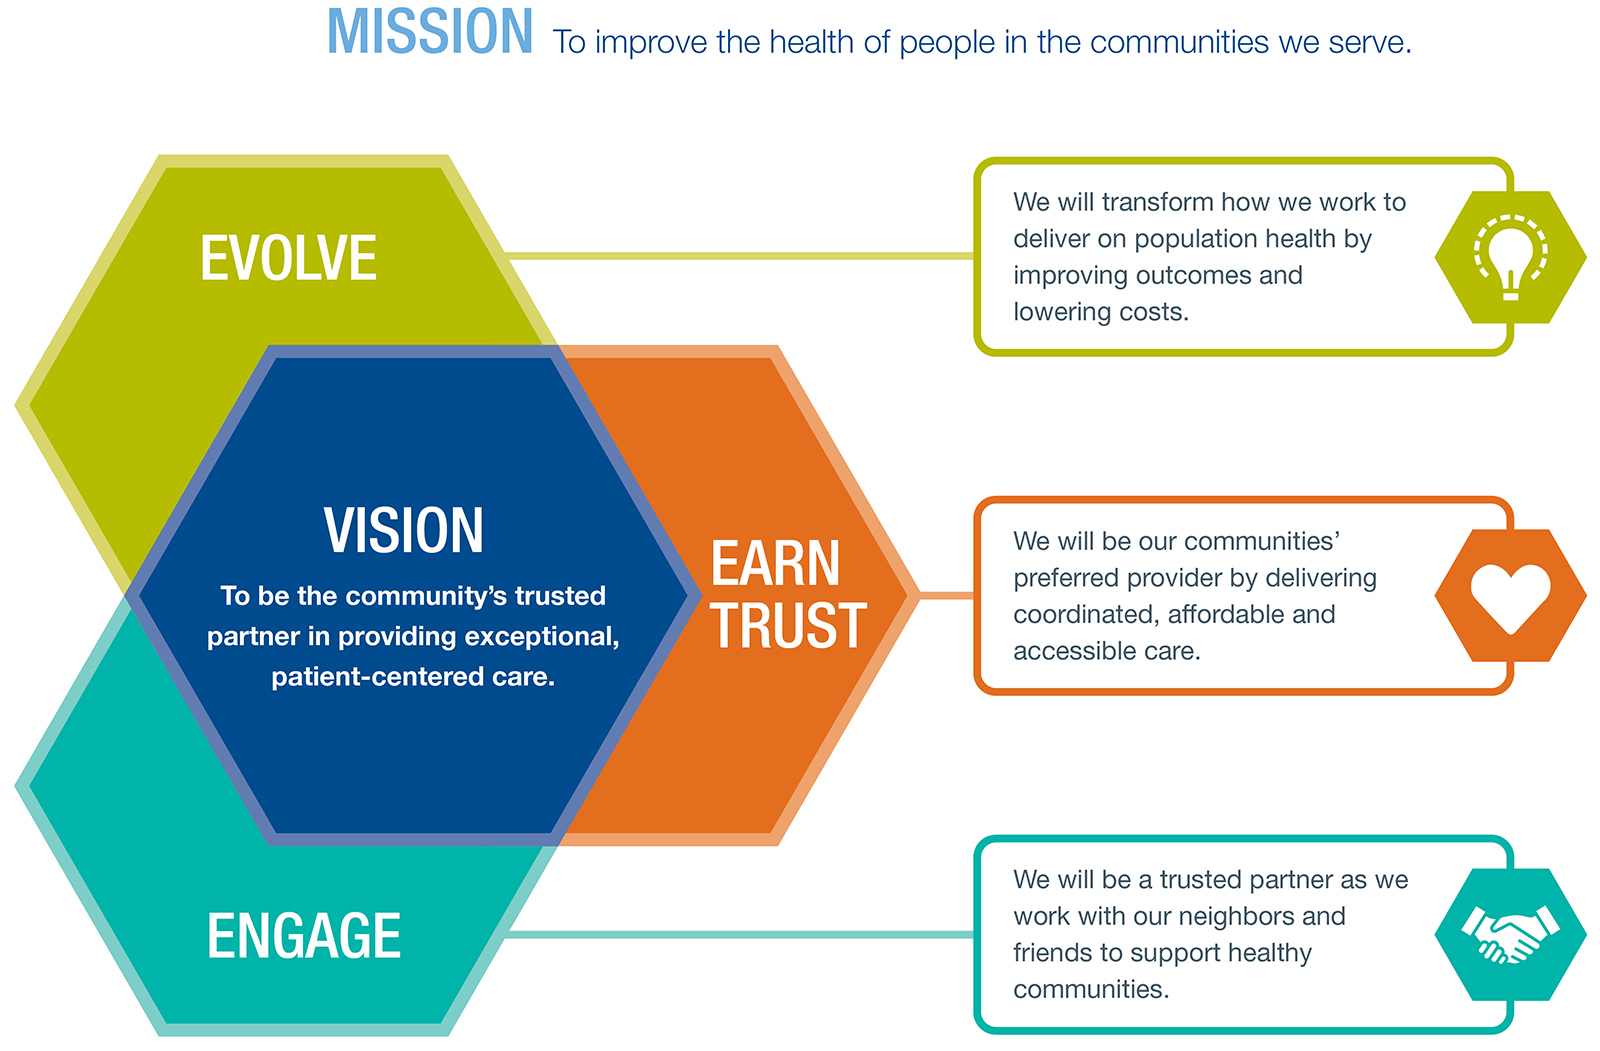 MISSION To improve the health of people in the communities we serve.
EVOLVE
We will transform how we work to
deliver on population health by
improving outcomes and
lowering costs.
VISION
To be the community’s trusted
partner in providing exceptional,
patient-centered care.
EARN
TRUST
We will be our communities’
preferred provider by delivering
coordinated, affordable and
accessible care.
ENGAGE
We will be a trusted partner as we
work with our neighbors and
friends to support healthy
communities.